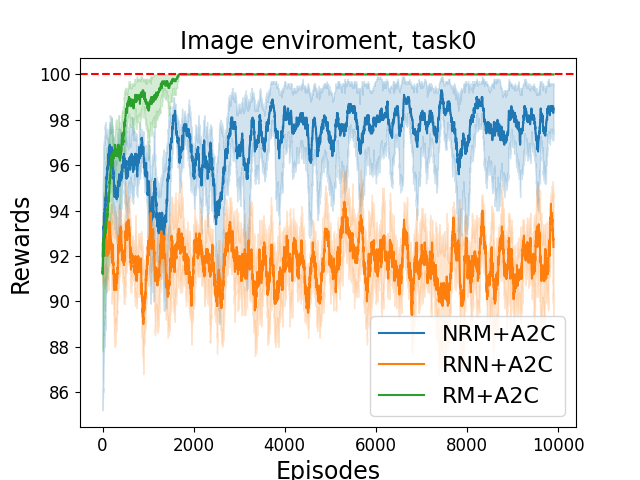 Image enviroment, task0
100
98
96
94
92
90
88
86
Rewards
NRM+A2C
RNN+A2C
RM+A2C
0
2000
4000
6000
8000
10000
Episodes